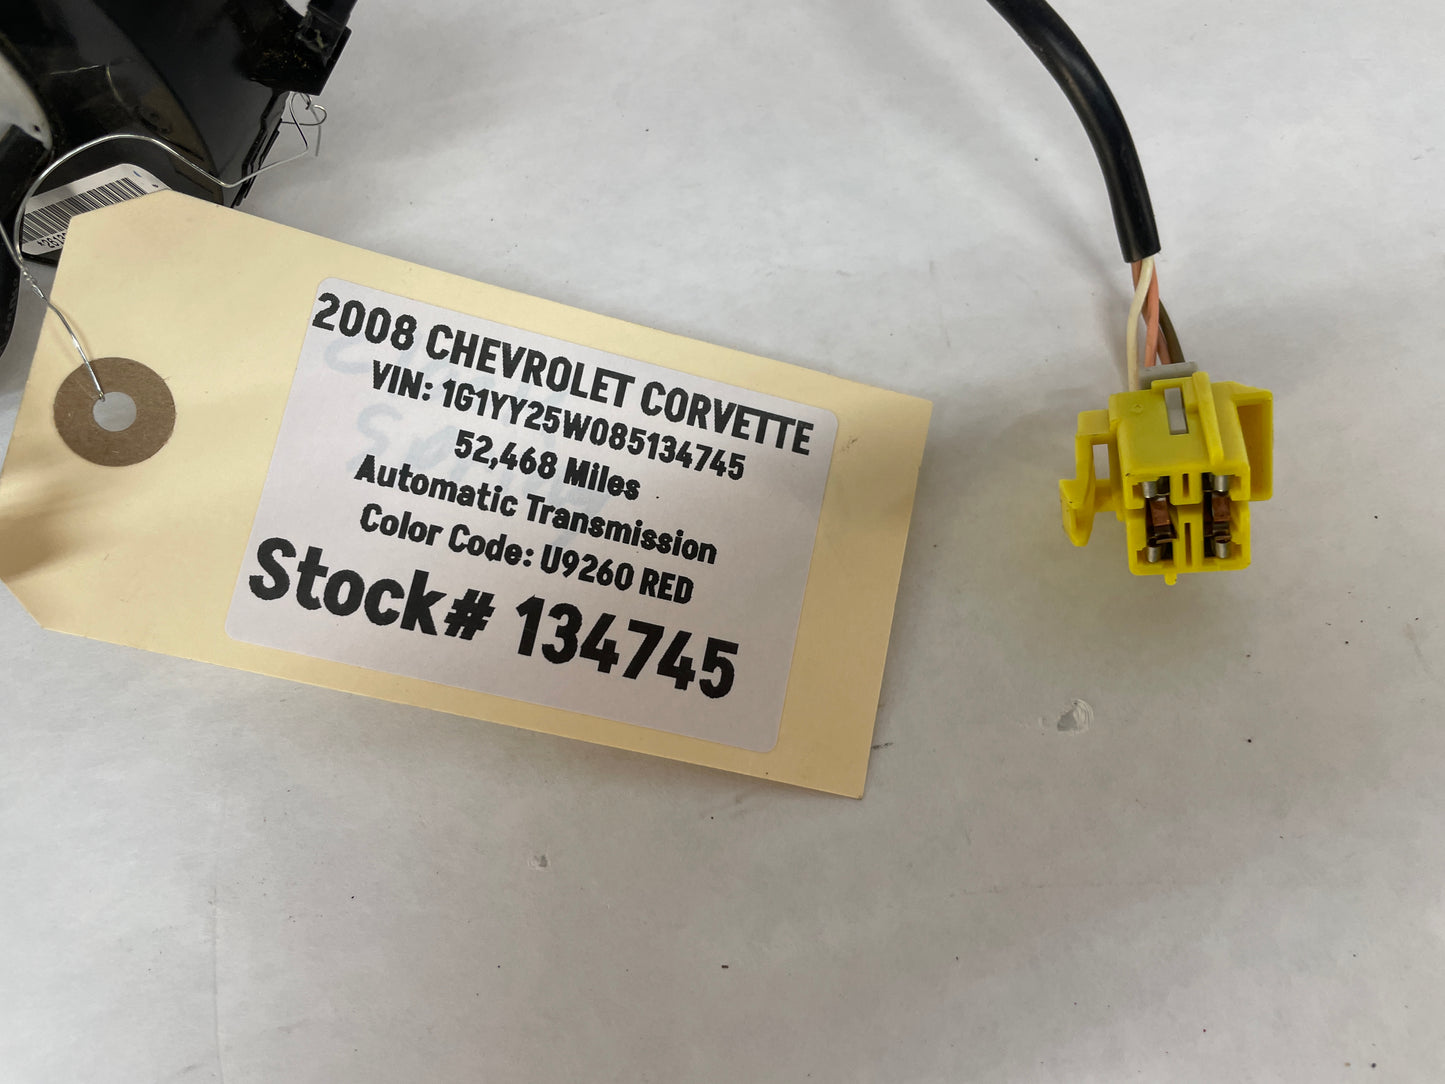 2008 CHEVROLET CORVETTE
VIN: 1G1YY25W085134745
52,468 Miles
Automatic Transmission
Color Code: U9260 RED
Stock# 134745